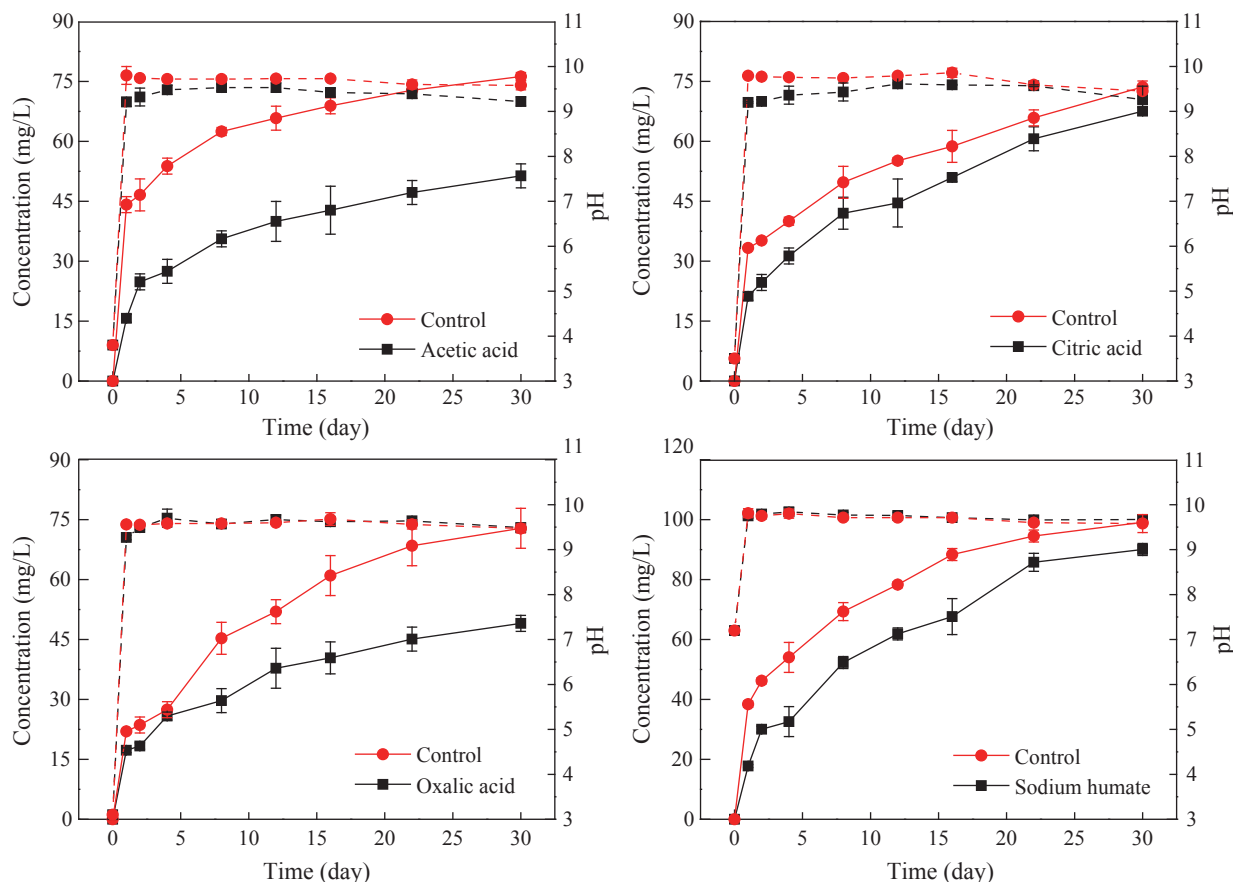 90
75
60
45
30
15
0
Concentration (mg/L)
11
10
9
8
7
6
5
4
3
pH
Control
Acetic acid
0 5 10 15 20 25 30
Time (day)
90
75
60
45
30
15
0
Concentration (mg/L)
11
10
9
8
7
6
5
4
3
pH
Control
Citric acid
0 5 10 15 20 25 30
Time (day)
90
75
60
45
30
15
0
Concentration (mg/L)
11
10
9
8
7
6
5
4
3
pH
Control
Oxalic acid
0 5 10 15 20 25 30
Time (day)
120
100
80
60
40
20
0
Concentration (mg/L)
11
10
9
8
7
6
5
4
3
pH
Control
Sodium humate
0 5 10 15 20 25 30
Time (day)